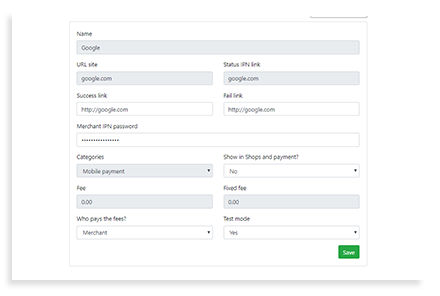 Name
Google
URL site Status IPN link
google.com google.com
Success link Fail link
http://google.com http://google.com
Merchant IPN password
••••••••••••••••
Categories Show in Shops and payment?
Mobile payment No
Fee Fixed fee
0.00 0.00
Who pays the fees? Test mode
Merchant Yes
Save